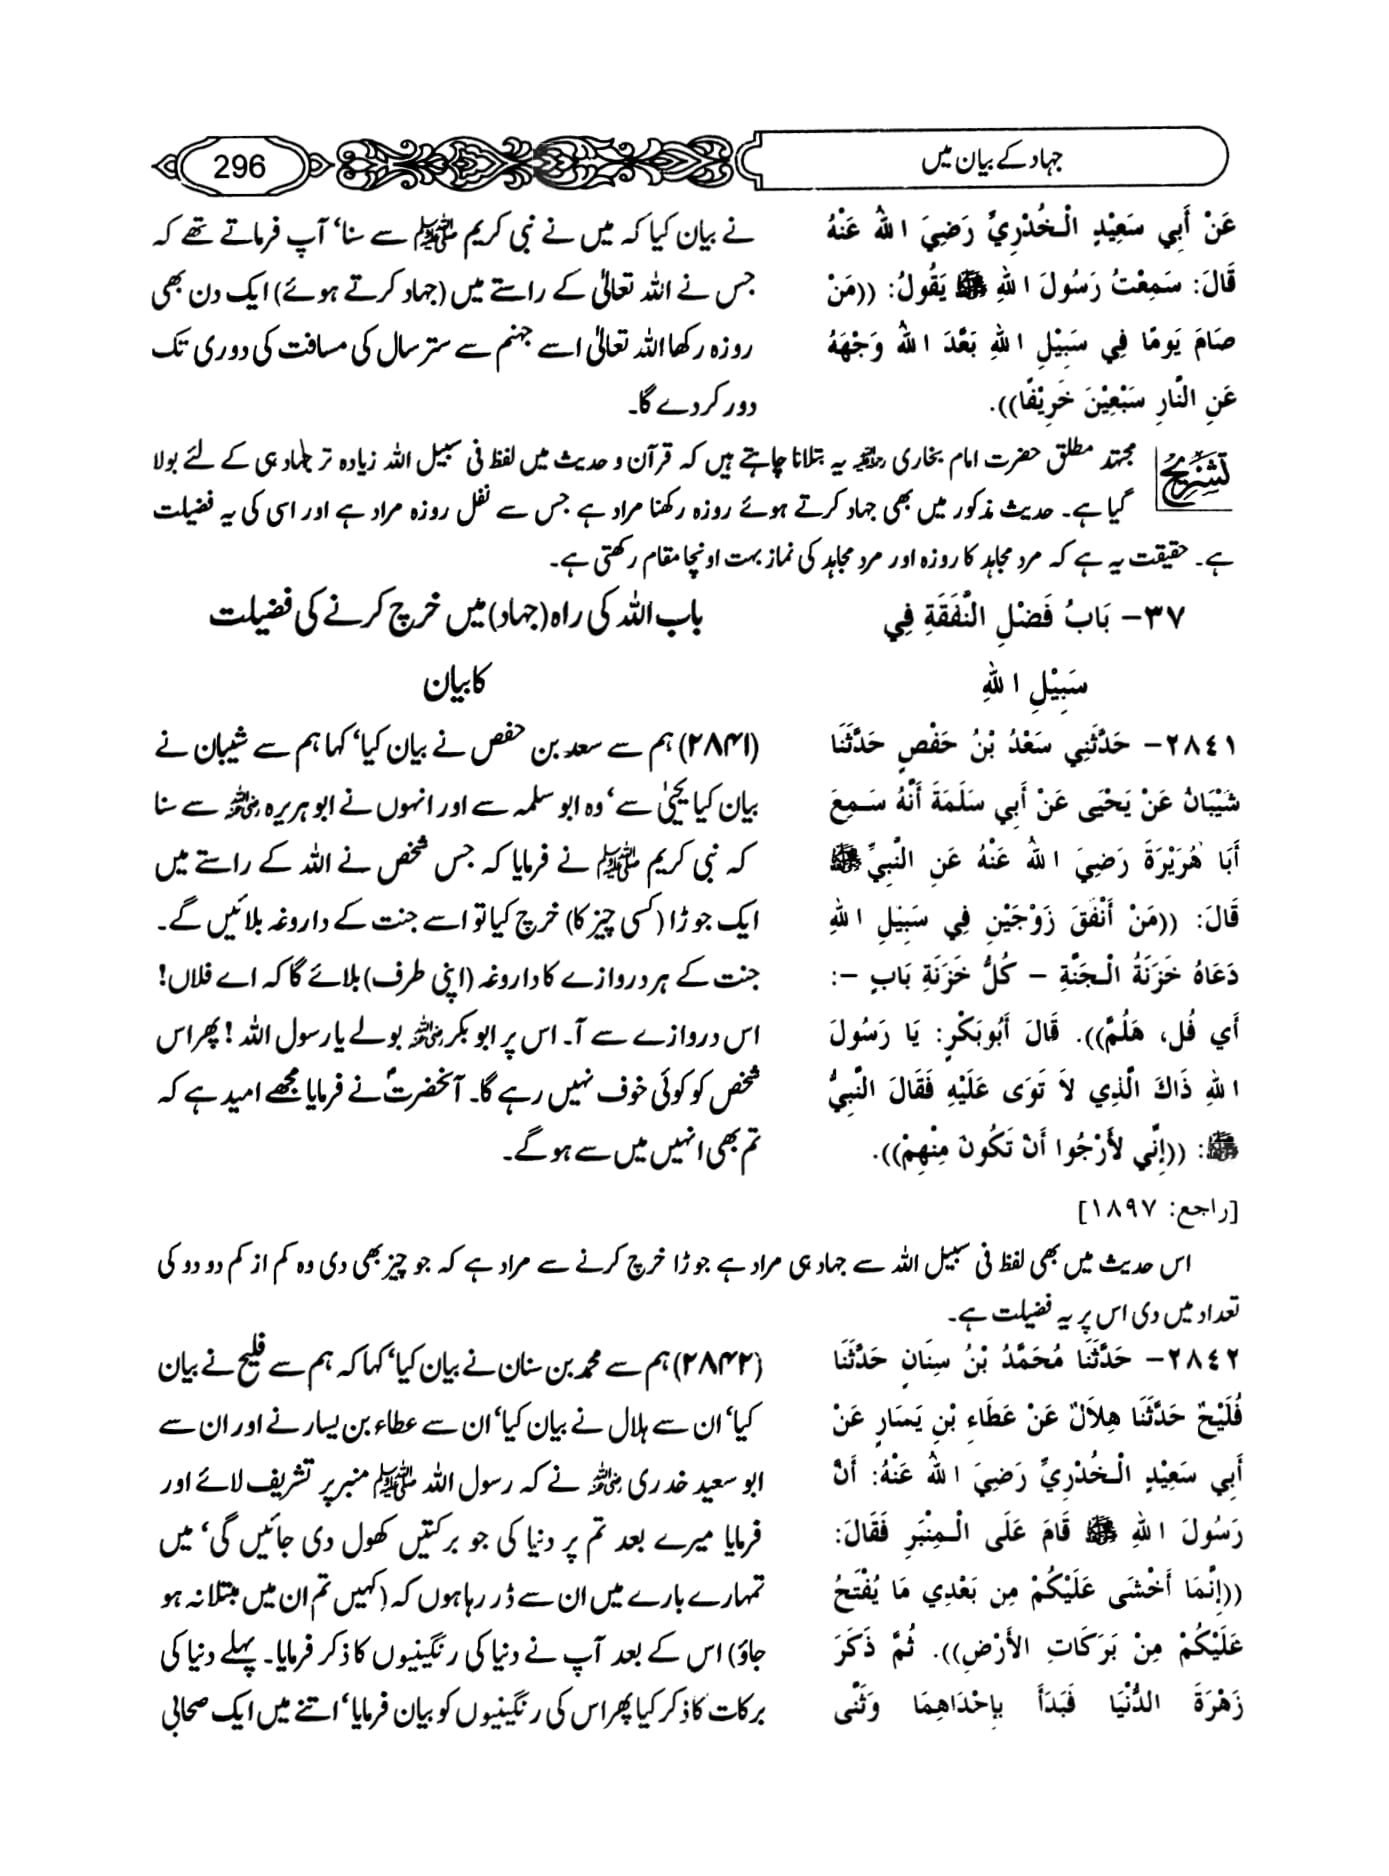 جہاد کے بیان میں
296
عَنْ أَبِي سَعِيْدٍ الْـخُدْرِيِّ رَضِيَ اللهُ عَنْهُ
قَالَ: سَمِعْتُ رَسُولَ اللهِ ﷺ يَقُولُ: ((مَنْ
صَامَ يَومًا فِي سَبِيْلِ اللهِ بَعَّدَ اللهُ وَجْهَهُ
عَنِ النَّارِ سَبْعِيْنَ خَرِيْفًا)).
نے بیان کیا کہ میں نے نبی کریم ﷺ سے سنا‘ آپ فرماتے تھے کہ
جس نے اللہ تعالیٰ کے راستے میں (جہاد کرتے ہوئے) ایک دن بھی
روزہ رکھا اللہ تعالیٰ اسے جہنم سے ستر سال کی مسافت کی دوری تک
دور کردے گا۔
تشریح
مجتہد مطلق حضرت امام بخاری رحمہ اللہ یہ بتلانا چاہتے ہیں کہ قرآن و حدیث میں لفظ فی سبیل اللہ زیادہ تر جہاد ہی کے لئے بولا
گیا ہے۔ حدیث مذکور میں بھی جہاد کرتے ہوئے روزہ رکھنا مراد ہے جس سے نفل روزہ مراد ہے اور اسی کی یہ فضیلت
ہے۔ حقیقت یہ ہے کہ مرد مجاہد کا روزہ اور مرد مجاہد کی نماز بہت اونچا مقام رکھتی ہے۔
٣٧– بَابُ فَضْلِ النَّفَقَةِ فِي
سَبِيْلِ اللهِ
باب اللہ کی راہ (جہاد) میں خرچ کرنے کی فضیلت
کا بیان
٢٨٤١– حَدَّثَنِي سَعْدُ بْنُ حَفْصٍ حَدَّثَنَا
شَيْبَانُ عَنْ يَحْيَى عَنْ أَبِي سَلَمَةَ أَنَّهُ سَـمِعَ
أَبَا هُرَيْرَةَ رَضِيَ اللهُ عَنْهُ عَنِ النَّبِيِّ ﷺ
قَالَ: ((مَنْ أَنْفَقَ زَوْجَيْنِ فِي سَبِيْلِ اللهِ
دَعَاهُ خَزَنَةُ الْـجَنَّةِ – كُلُّ خَزَنَةِ بَابٍ –:
أَي فُل، هَلُمَّ)). قَالَ أَبُوبَكْرٍ: يَا رَسُولَ
اللهِ ذَاكَ الَّذِي لاَ تَوَى عَلَيْهِ فَقَالَ النَّبِيُّ
ﷺ: ((إِنِّي لأَرْجُوا أَنْ تَكُونَ مِنْهِمْ)).
[راجع: ١٨٩٧]
(۲۸۴۱) ہم سے سعد بن حفص نے بیان کیا‘ کہا ہم سے شیبان نے
بیان کیا یحییٰ سے‘ وہ ابو سلمہ سے اور انہوں نے ابو ہریرہ رضی اللہ عنہ سے سنا
کہ نبی کریم ﷺ نے فرمایا کہ جس شخص نے اللہ کے راستے میں
ایک جوڑا (کسی چیز کا) خرچ کیا تو اسے جنت کے داروغہ بلائیں گے۔
جنت کے ہر دروازے کا داروغہ (اپنی طرف) بلائے گا کہ اے فلاں!
اس دروازے سے آ۔ اس پر ابو بکر رضی اللہ عنہ بولے یا رسول اللہ! پھر اس
شخص کو کوئی خوف نہیں رہے گا۔ آنحضرتؐ نے فرمایا مجھے امید ہے کہ
تم بھی انہیں میں سے ہو گے۔
اس حدیث میں بھی لفظ فی سبیل اللہ سے جہاد ہی مراد ہے جوڑا خرچ کرنے سے مراد ہے کہ جو چیز بھی دی وہ کم از کم دو دو کی
تعداد میں دی اس پر یہ فضیلت ہے۔
٢٨٤٢– حَدَّثَنَا مُحَمَّدُ بْنُ سِنَانٍ حَدَّثَنَا
فُلَيْحٌ حَدَّثَنَا هِلاَلٌ عَنْ عَطَاءِ بْنِ يَسَارٍ عَنْ
أَبِي سَعِيْدٍ الْـخُدْرِيِّ رَضِيَ اللهُ عَنْهُ: أَنَّ
رَسُولَ اللهِ ﷺ قَامَ عَلَى الْـمِنْبَرِ فَقَالَ:
((إِنَّمَا أَخْشَى عَلَيْكُمْ مِن بَعْدِي مَا يُفْتَحُ
عَلَيْكُمْ مِنْ بَرَكَاتِ الأَرْضِ)). ثُمَّ ذَكَرَ
زَهْرَةَ الدُّنْيَا فَبَدَأَ بِإِحْدَاهِمَا وَثَنَّى
(۲۸۴۲) ہم سے محمد بن سنان نے بیان کیا‘ کہا کہ ہم سے فلیح نے بیان
کیا‘ ان سے ہلال نے بیان کیا‘ ان سے عطاء بن یسار نے اور ان سے
ابو سعید خدری رضی اللہ عنہ نے کہ رسول اللہ ﷺ منبر پر تشریف لائے اور
فرمایا میرے بعد تم پر دنیا کی جو برکتیں کھول دی جائیں گی‘ میں
تمہارے بارے میں ان سے ڈر رہا ہوں کہ (کہیں تم ان میں مبتلا نہ ہو
جاؤ) اس کے بعد آپ نے دنیا کی رنگینیوں کا ذکر فرمایا۔ پہلے دنیا کی
برکات کا ذکر کیا پھر اس کی رنگینیوں کو بیان فرمایا‘ اتنے میں ایک صحابی